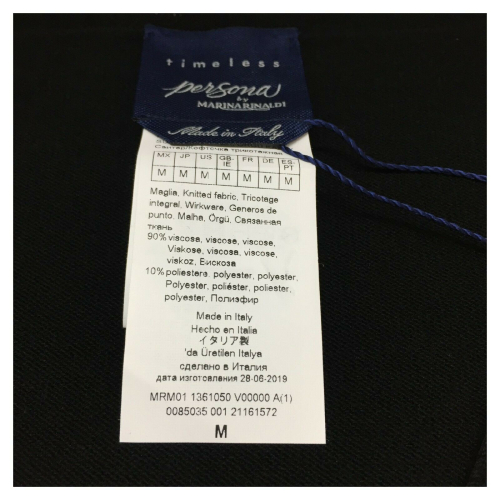 timeless
persona
by
MARINA RINALDI
Made in Italy
MX JP US GB-IE FR DE ES-PT
M M M M M M M
Maglia, Knitted fabric, Tricotage
integral, Wirkware, Generos de
punto, Malha, Örgü, Связанная
ткань
90% viscosa, viscose, viscose,
Viskose, viscosa, viscose,
viskoz, Вискоза
10% poliestere, polyester, polyester,
Polyester, poliéster, poliester,
polyester, Полиэфир
Made in Italy
Hecho en Italia
イタリア製
'da Üretilen Italya
сделано в Италия
дата изготовления 28-06-2019
MRM01 1361050 V00000 A(1)
0085035 001 21161572
M